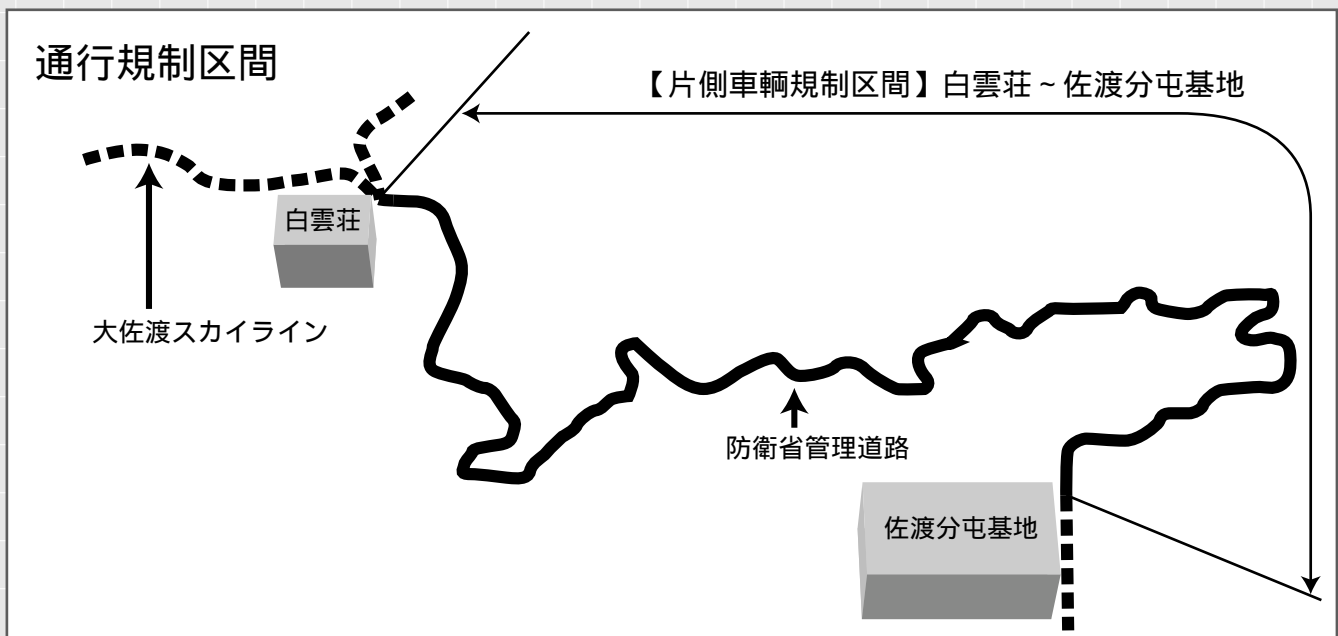 通行規制区間
【片側車輌規制区間】白雲荘～佐渡分屯基地
白雲荘
大佐渡スカイライン
防衛省管理道路
佐渡分屯基地